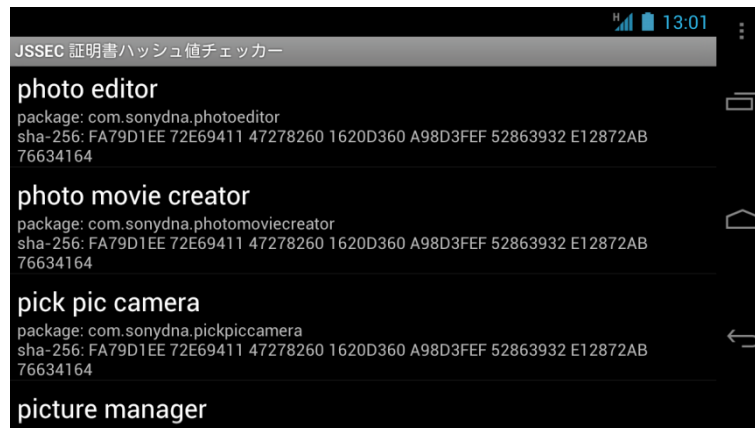 H 13:01
JSSEC 証明書ハッシュ値チェッカー
photo editor
package: com.sonydna.photoeditor
sha-256: FA79D1EE 72E69411 47278260 1620D360 A98D3FEF 52863932 E12872AB
76634164
photo movie creator
package: com.sonydna.photomoviecreator
sha-256: FA79D1EE 72E69411 47278260 1620D360 A98D3FEF 52863932 E12872AB
76634164
pick pic camera
package: com.sonydna.pickpiccamera
sha-256: FA79D1EE 72E69411 47278260 1620D360 A98D3FEF 52863932 E12872AB
76634164
picture manager